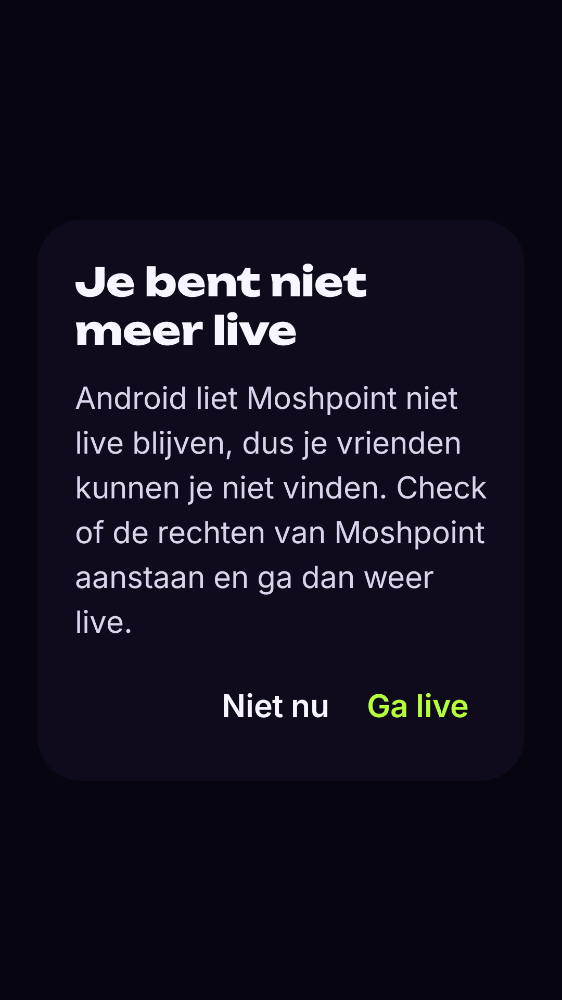 Je bent niet
meer live
Android liet Moshpoint niet
live blijven, dus je vrienden
kunnen je niet vinden. Check
of de rechten van Moshpoint
aanstaan en ga dan weer
live.
Niet nu
Ga live